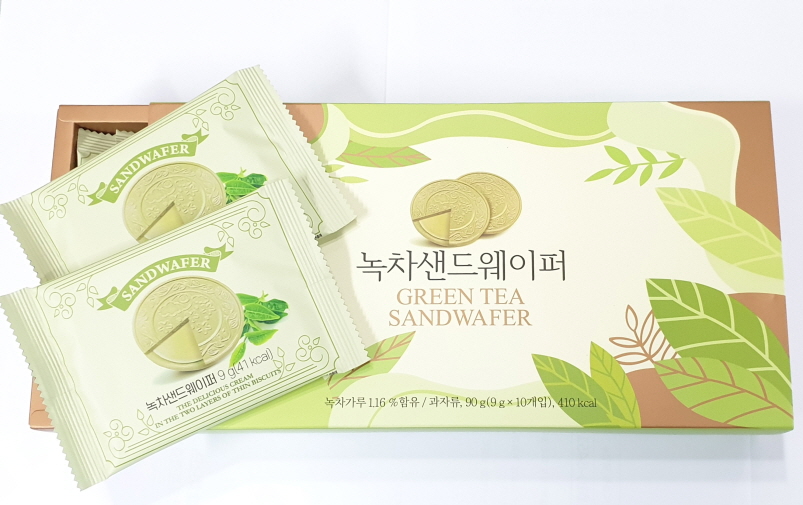 SANDWAFER
SANDWAFER
녹차샌드웨이퍼 9 g(41 kcal)
THE DELICIOUS CREAM
IN THE TWO LAYERS OF THIN BISCUITS
녹차샌드웨이퍼
GREEN TEA
SANDWAFER
녹차가루 1.16 %함유 / 과자류, 90 g(9 g × 10개입), 410 kcal